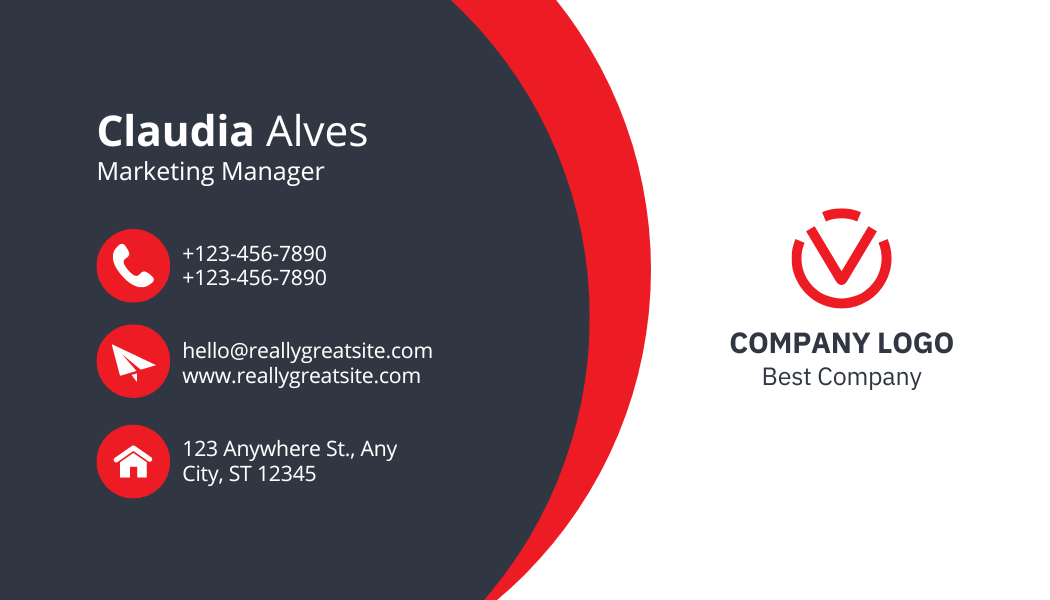 Claudia Alves
Marketing Manager
+123-456-7890
+123-456-7890
hello@reallygreatsite.com
www.reallygreatsite.com
123 Anywhere St., Any
City, ST 12345
COMPANY LOGO
Best Company